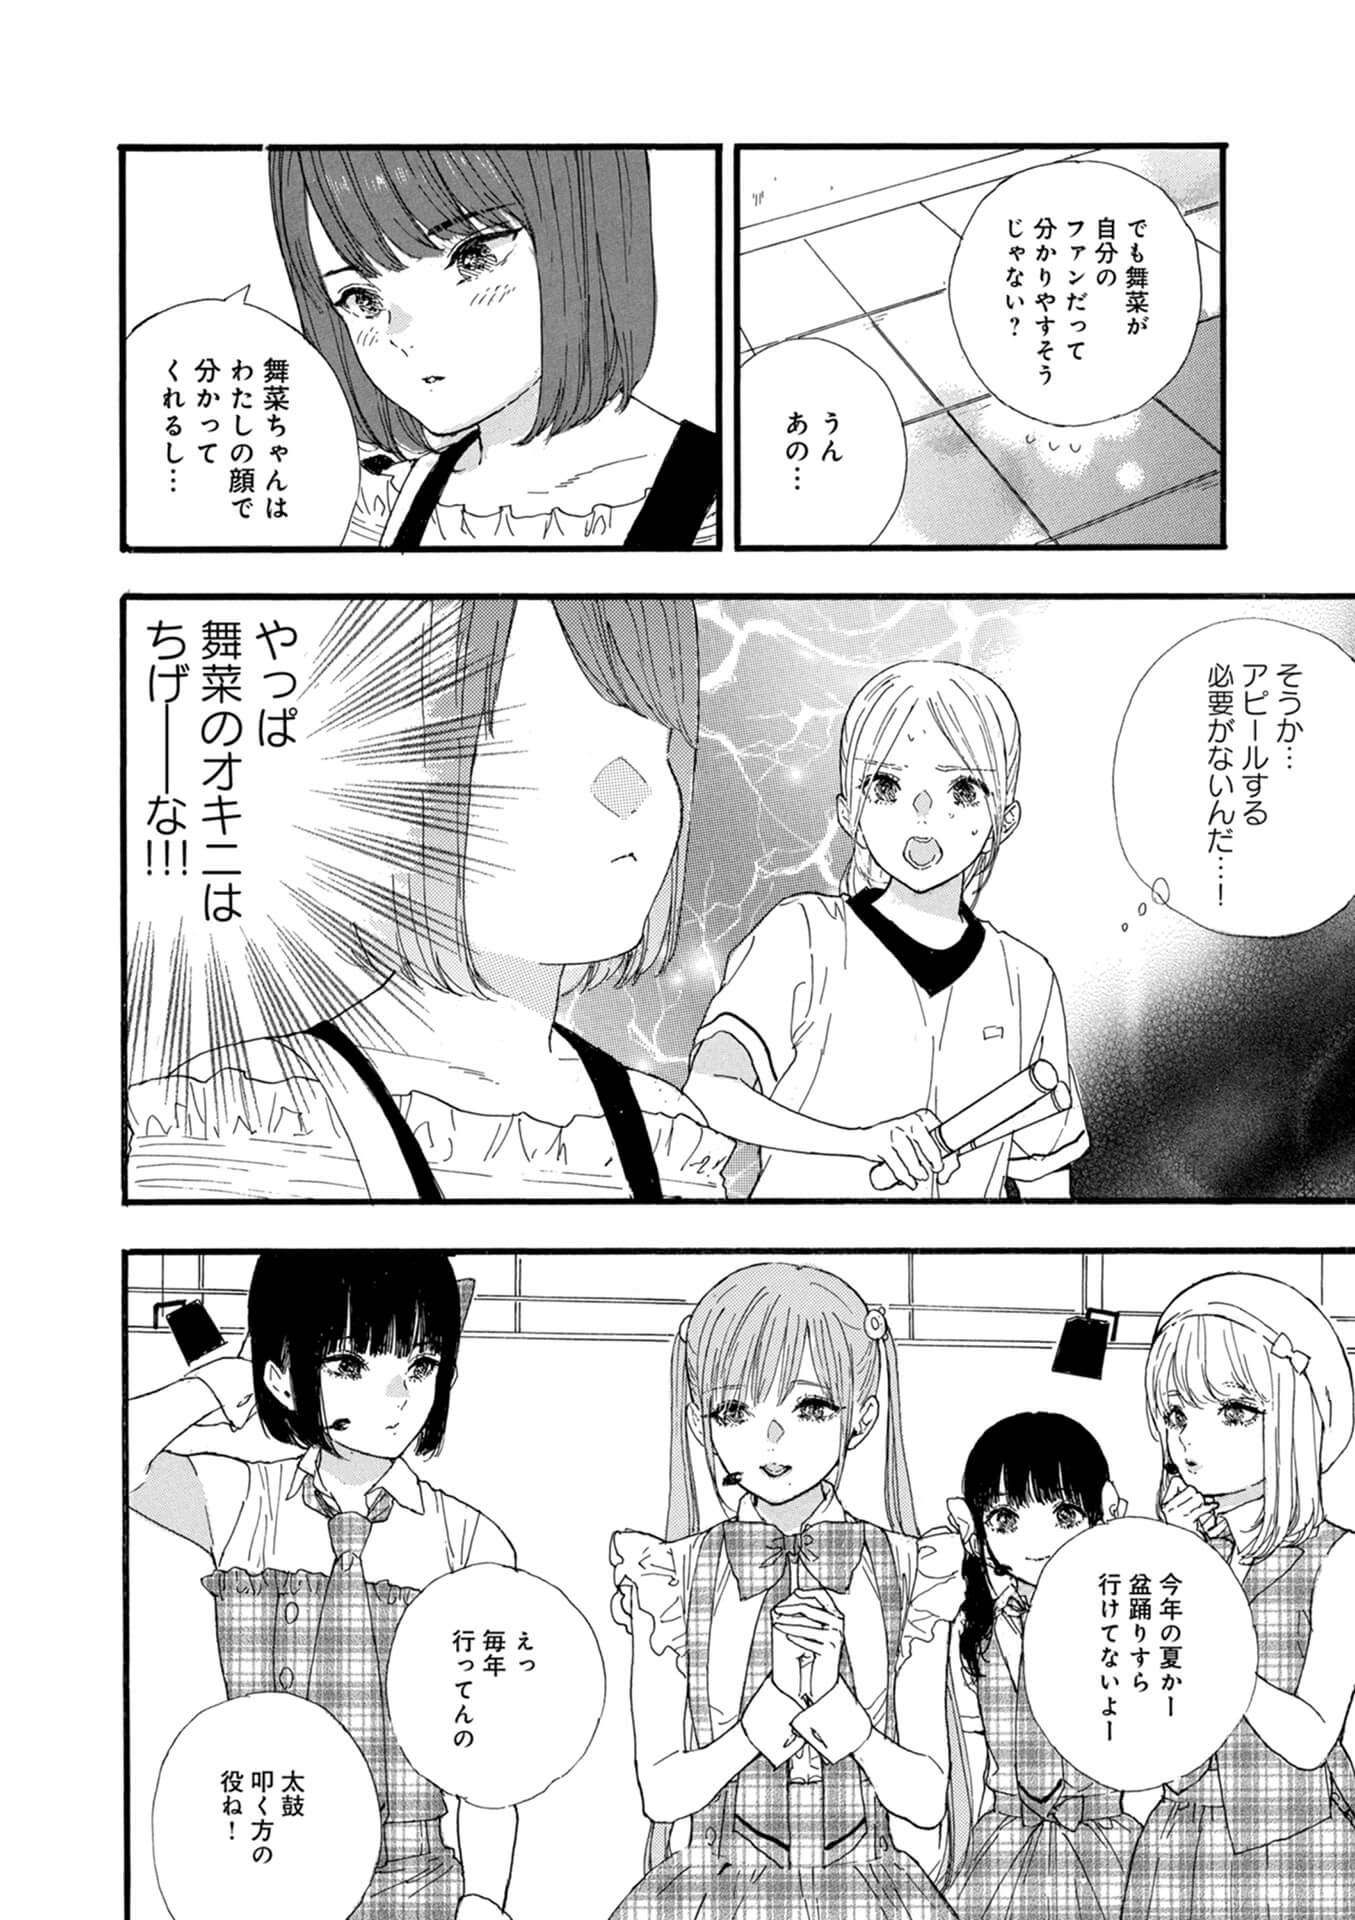 でも舞菜が
自分の
ファンだって
分かりやすそう
じゃない?
うん
あの…
舞菜ちゃんは
わたしの顔で
分かって
くれるし…
そうか…
アピールする
必要がないんだ…!
やっぱ
舞菜のオキニは
ちげ――な!!!
今年の夏かー
盆踊りすら
行けてないよー
えっ
毎年
行ってんの
太鼓
叩く方の
役ね!